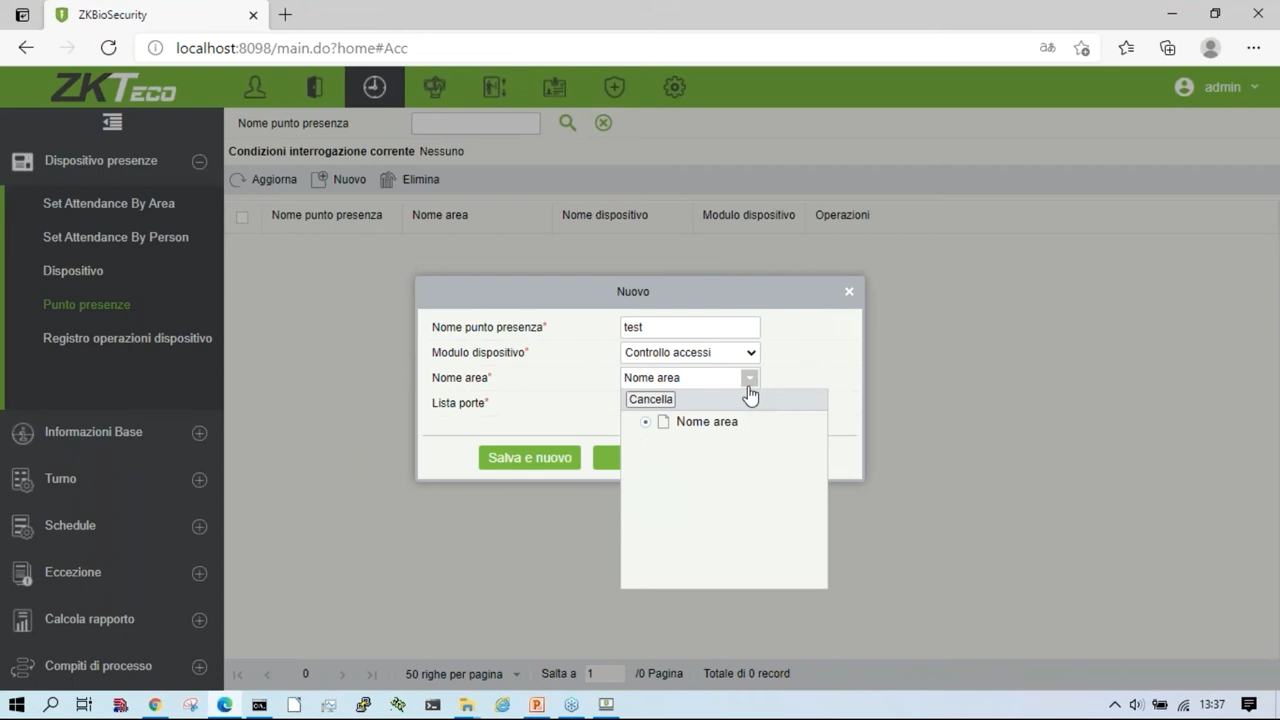 ZKBioSecurity
localhost:8098/main.do?home#Acc
ZKTeco
admin
Nome punto presenza
Condizioni interrogazione corrente Nessuno
Aggiorna Nuovo Elimina
Nome punto presenza Nome area Nome dispositivo Modulo dispositivo Operazioni
Dispositivo presenze
Set Attendance By Area
Set Attendance By Person
Dispositivo
Punto presenze
Registro operazioni dispositivo
Informazioni Base
Turno
Schedule
Eccezione
Calcola rapporto
Compiti di processo
Nuovo
Nome punto presenza* test
Modulo dispositivo* Controllo accessi
Nome area* Nome area
Lista porte*
Cancella
Nome area
Salva e nuovo
0 50 righe per pagina Salta a 1 /0 Pagina Totale di 0 record
13:37